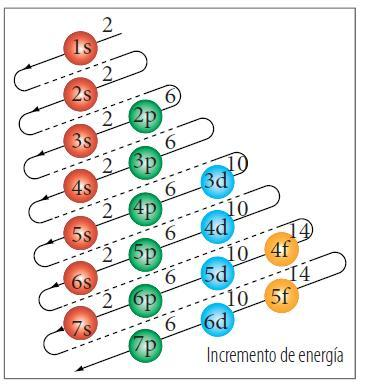 1s 2
2s 2
3s 2 2p 6
4s 2 3p 6
5s 2 4p 6 3d 10
6s 2 5p 6 4d 10
7s 2 6p 6 5d 10 4f 14
7p 6 6d 10 5f 14
Incremento de energía